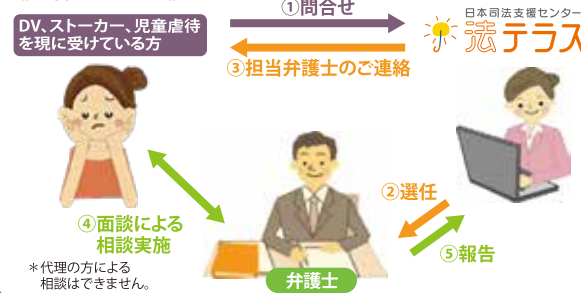 ①問合せ
DV、ストーカー、児童虐待
を現に受けている方
日本司法支援センター
法テラス
③担当弁護士のご連絡
②選任
④面談による
相談実施
⑤報告
＊代理の方による
相談はできません。
弁護士